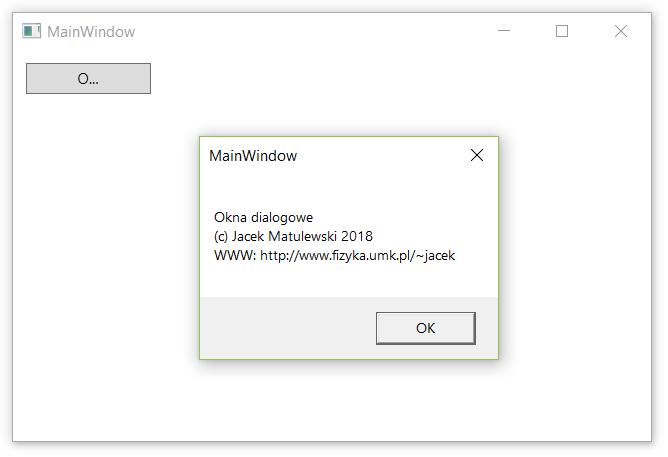 MainWindow
O...
MainWindow
Okna dialogowe
(c) Jacek Matulewski 2018
WWW: http://www.fizyka.umk.pl/~jacek
OK